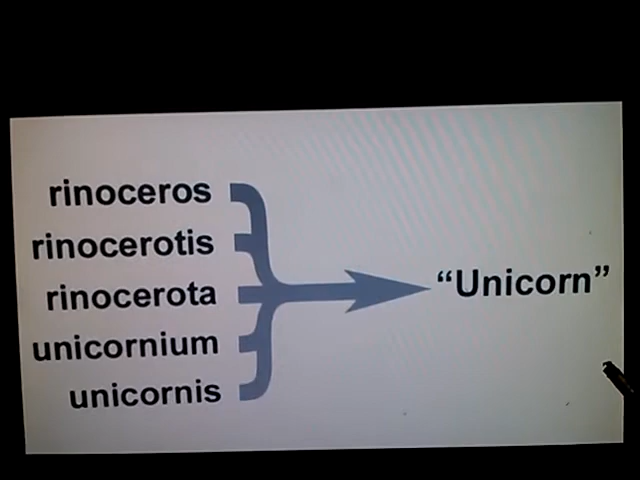 rinoceros
rinocerotis
rinocerota
unicornium
unicornis
“Unicorn”